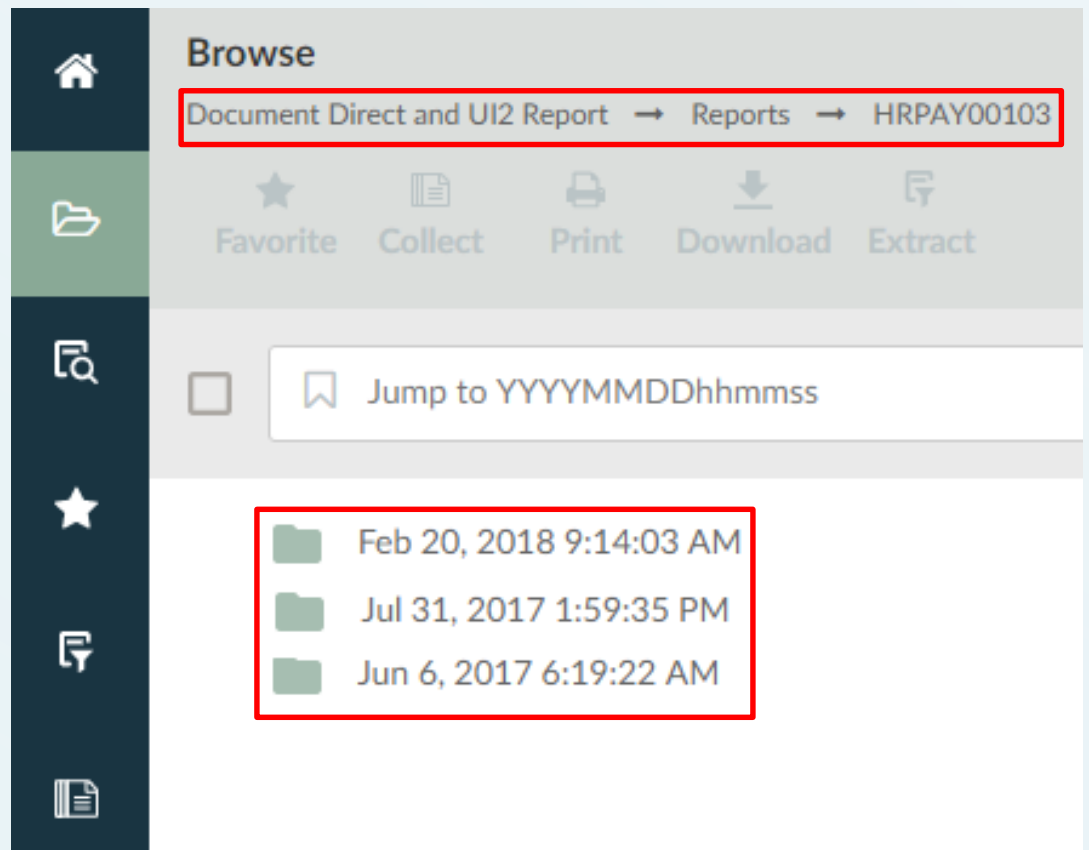 Browse
Document Direct and UI2 Report → Reports → HRPAY00103
Favorite Collect Print Download Extract
Jump to YYYYMMDDhhmmss
Feb 20, 2018 9:14:03 AM
Jul 31, 2017 1:59:35 PM
Jun 6, 2017 6:19:22 AM